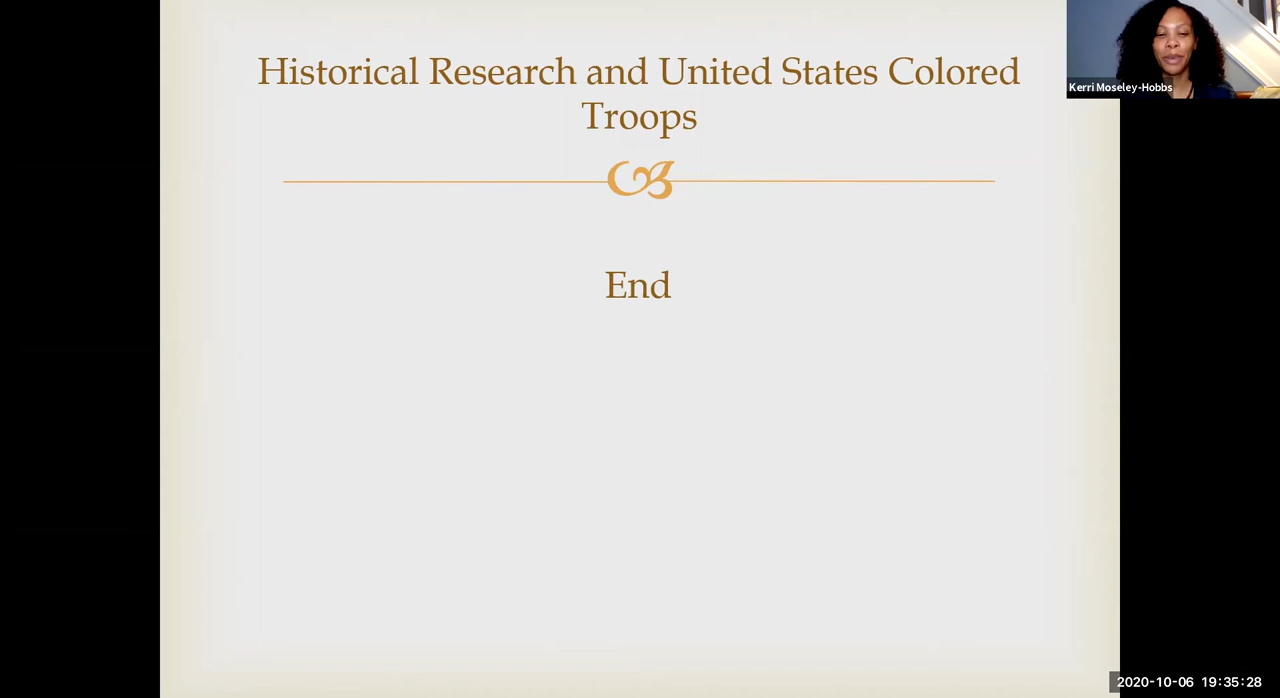 Historical Research and United States Colored
Troops
End
Kerri Moseley-Hobbs
2020-10-06 19:35:28